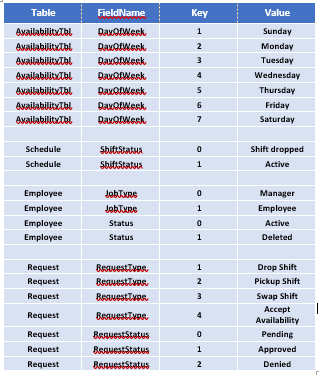 Table FieldName Key Value
AvailabilityTbl DayOfWeek 1 Sunday
AvailabilityTbl DayOfWeek 2 Monday
AvailabilityTbl DayOfWeek 3 Tuesday
AvailabilityTbl DayOfWeek 4 Wednesday
AvailabilityTbl DayOfWeek 5 Thursday
AvailabilityTbl DayOfWeek 6 Friday
AvailabilityTbl DayOfWeek 7 Saturday
Schedule ShiftStatus 0 Shift dropped
Schedule ShiftStatus 1 Active
Employee JobType 0 Manager
Employee JobType 1 Employee
Employee Status 0 Active
Employee Status 1 Deleted
Request RequestType 1 Drop Shift
Request RequestType 2 Pickup Shift
Request RequestType 3 Swap Shift
Request RequestType 4 Accept
Availability
Request RequestStatus 0 Pending
Request RequestStatus 1 Approved
Request RequestStatus 2 Denied